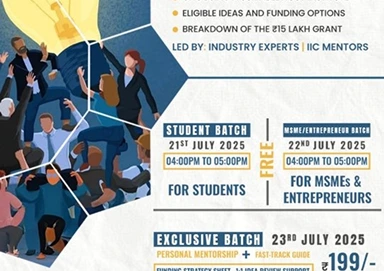 ELIGIBLE IDEAS AND FUNDING OPTIONS
BREAKDOWN OF THE ₹15 LAKH GRANT
LED BY: INDUSTRY EXPERTS | IIC MENTORS
STUDENT BATCH
21ST JULY 2025
04:00PM TO 05:00PM
FOR STUDENTS
FREE
MSME/ENTREPRENEUR BATCH
22ND JULY 2025
04:00PM TO 05:00PM
FOR MSMEs &
ENTREPRENEURS
EXCLUSIVE BATCH 23RD JULY 2025
PERSONAL MENTORSHIP + FAST-TRACK GUIDE
FUNDING STRATEGY SHEET 1:1 IDEA REVIEW SUPPORT
₹199/-